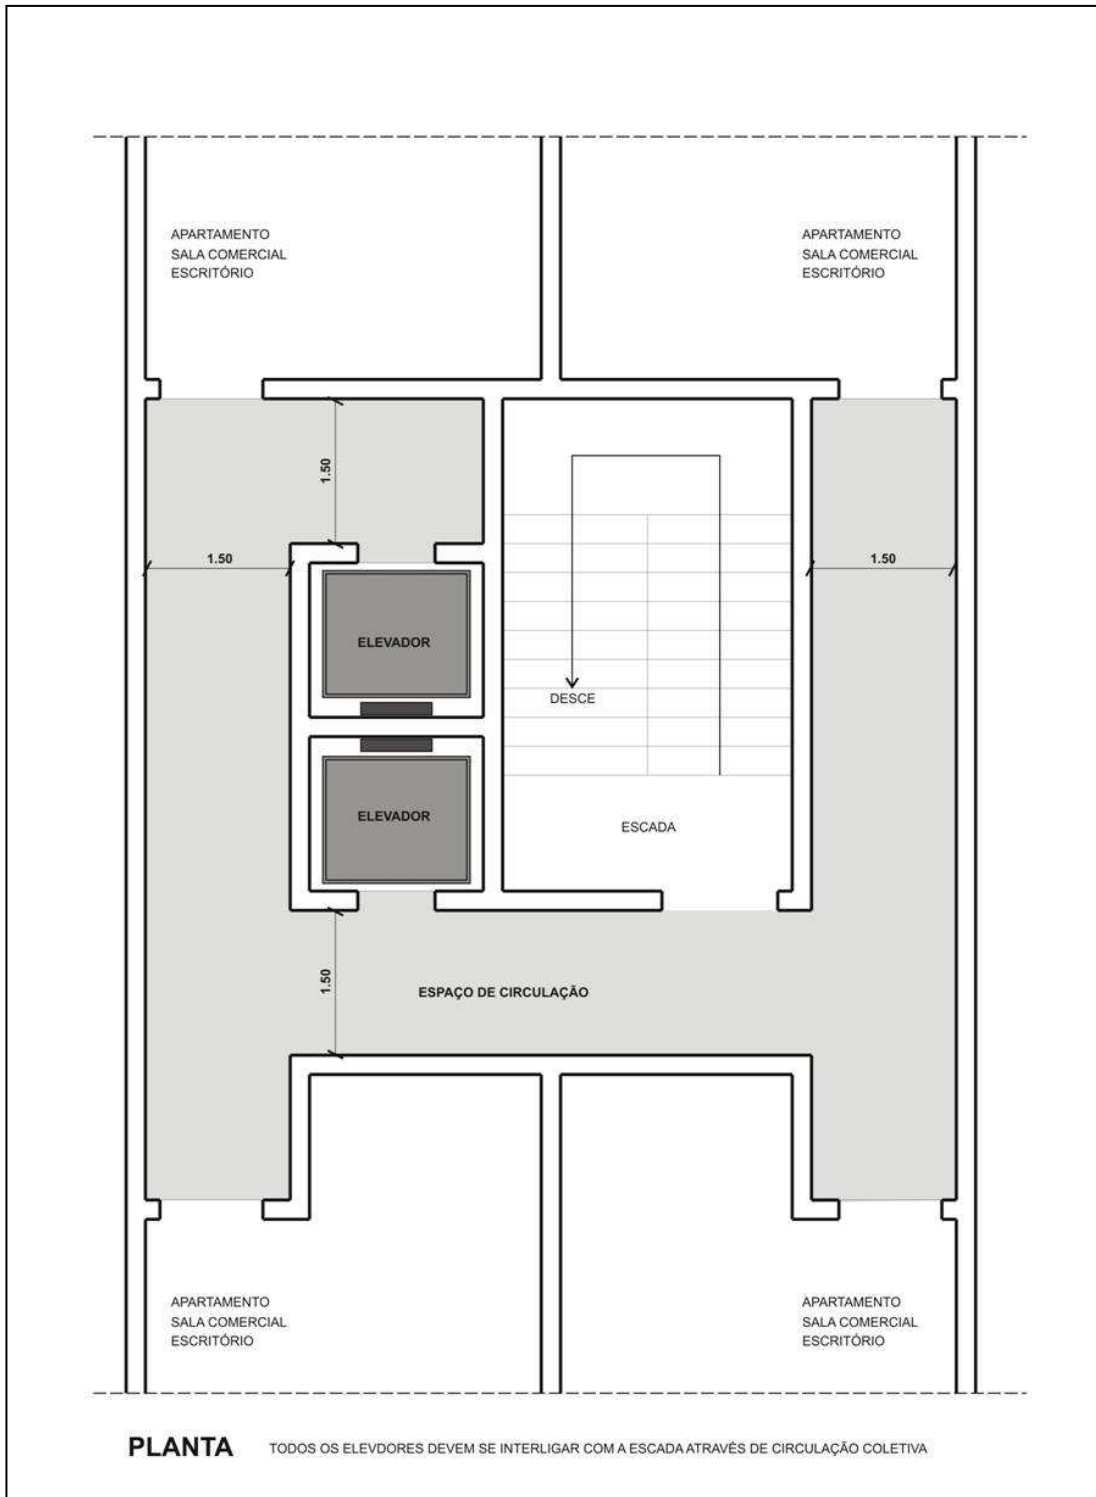 APARTAMENTO
SALA COMERCIAL
ESCRITÓRIO
APARTAMENTO
SALA COMERCIAL
ESCRITÓRIO
1.50
1.50
1.50
ELEVADOR
DESCE
ELEVADOR
ESCADA
1.50
ESPAÇO DE CIRCULAÇÃO
APARTAMENTO
SALA COMERCIAL
ESCRITÓRIO
APARTAMENTO
SALA COMERCIAL
ESCRITÓRIO
PLANTA TODOS OS ELEVDORES DEVEM SE INTERLIGAR COM A ESCADA ATRAVÉS DE CIRCULAÇÃO COLETIVA